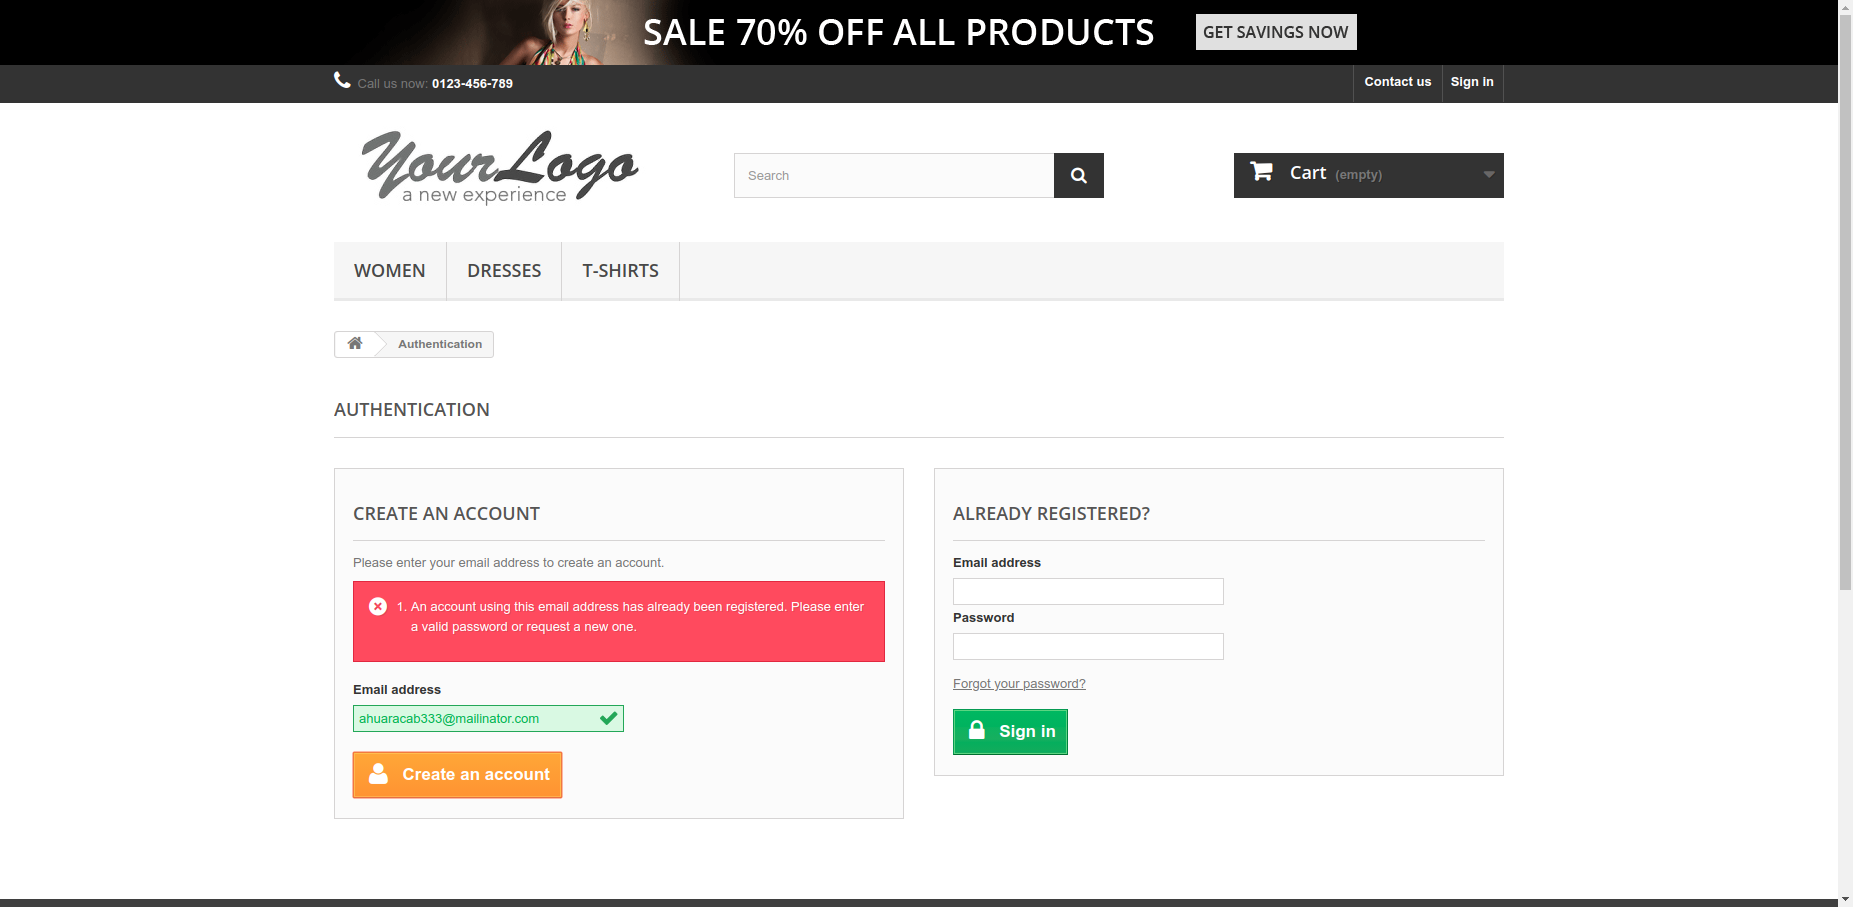 SALE 70% OFF ALL PRODUCTS GET SAVINGS NOW
Call us now: 0123-456-789
Contact us
Sign in
YourLogo
a new experience
Search
Cart (empty)
WOMEN
DRESSES
T-SHIRTS
Authentication
AUTHENTICATION
CREATE AN ACCOUNT
Please enter your email address to create an account.
1. An account using this email address has already been registered. Please enter
a valid password or request a new one.
Email address
ahuaracab333@mailinator.com
Create an account
ALREADY REGISTERED?
Email address
Password
Forgot your password?
Sign in